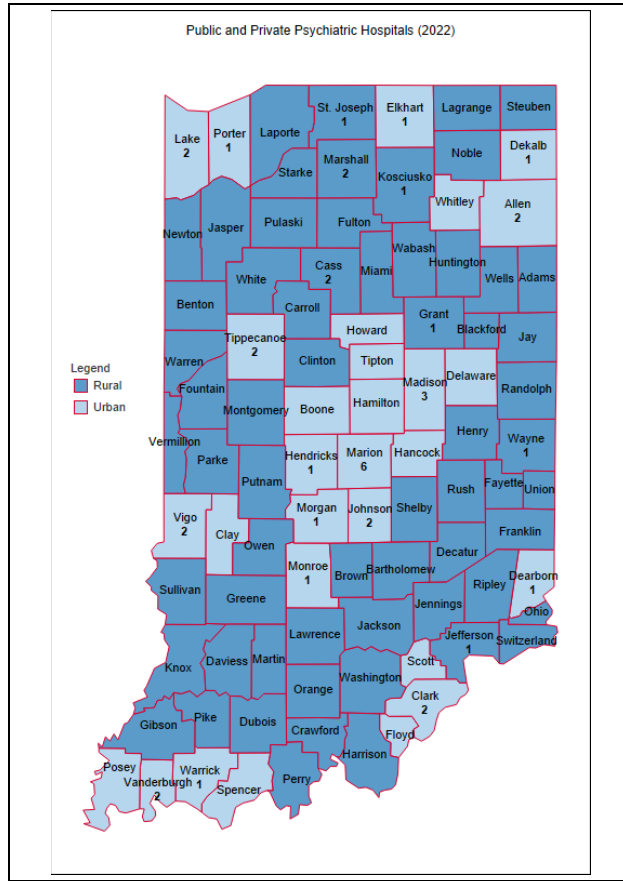 Public and Private Psychiatric Hospitals (2022)
St. Joseph
1
Elkhart
1
Lagrange
Steuben
Lake
2
Porter
1
Laporte
Noble
Dekalb
1
Starke
Marshall
2
Kosciusko
1
Whitley
Allen
2
Newton
Jasper
Pulaski
Fulton
Wabash
Huntington
White
Cass
2
Miami
Wells
Adams
Benton
Carroll
Grant
1
Blackford
Jay
Tippecanoe
2
Howard
Warren
Clinton
Tipton
Madison
3
Delaware
Randolph
Legend
Rural
Urban
Fountain
Montgomery
Boone
Hamilton
Vermillion
Parke
Putnam
Hendricks
1
Marion
6
Hancock
Henry
Wayne
1
Rush
Fayette
Union
Vigo
2
Clay
Owen
Morgan
1
Johnson
2
Shelby
Franklin
Decatur
Sullivan
Greene
Monroe
1
Brown
Bartholomew
Ripley
Dearborn
1
Jennings
Ohio
Knox
Daviess
Martin
Lawrence
Jackson
Jefferson
1
Switzerland
Scott
Orange
Washington
Clark
2
Gibson
Pike
Dubois
Crawford
Harrison
Floyd
Posey
Vanderburgh
2
Warrick
1
Spencer
Perry